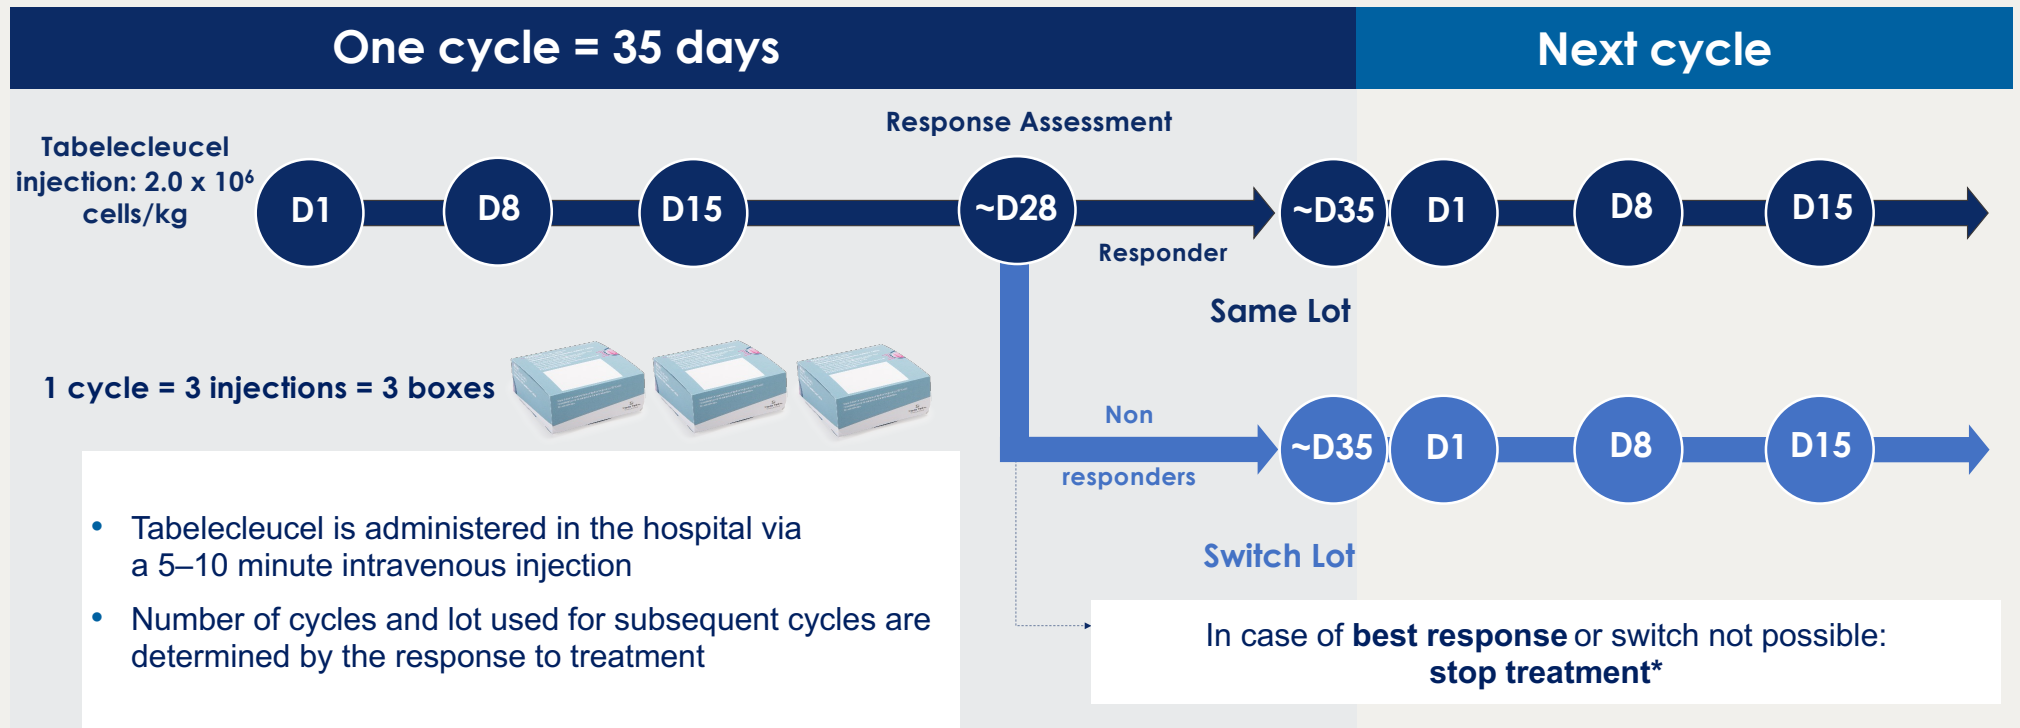 One cycle = 35 days
Next cycle
Response Assessment
Tabelecleucel
injection: 2.0 x 10⁶
cells/kg
D1
D8
D15
~D28
~D35
D1
D8
D15
Responder
Same Lot
1 cycle = 3 injections = 3 boxes
Non
responders
~D35
D1
D8
D15
Switch Lot
• Tabelecleucel is administered in the hospital via
a 5–10 minute intravenous injection
• Number of cycles and lot used for subsequent cycles are
determined by the response to treatment
In case of best response or switch not possible:
stop treatment*